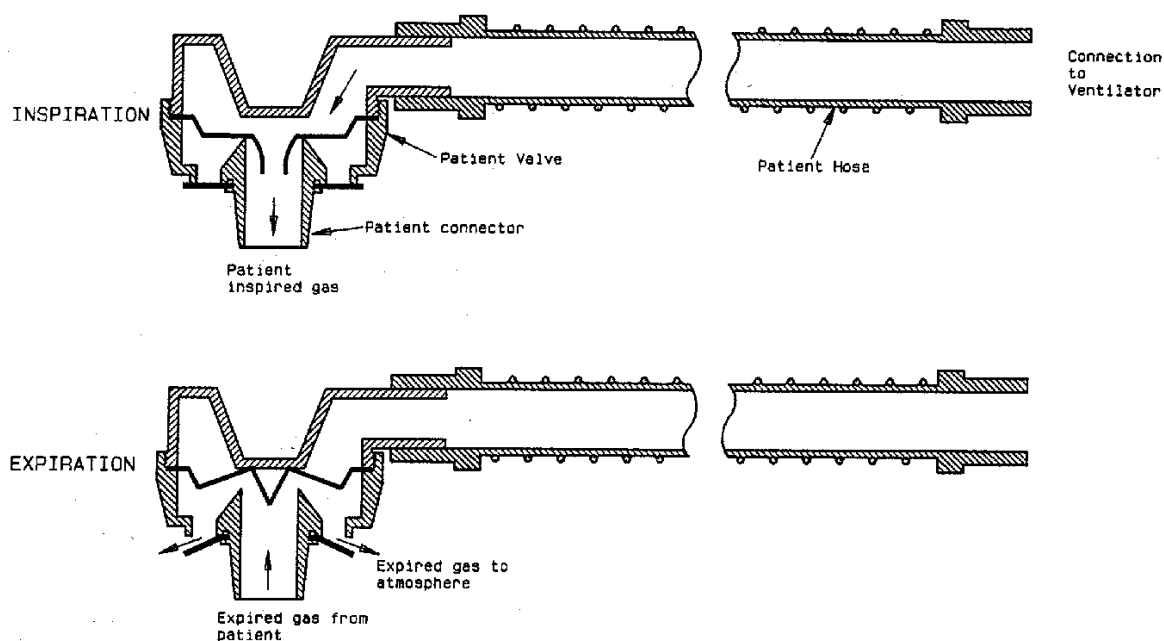 Connection
to
Ventilator
INSPIRATION
Patient Valve
Patient Hose
Patient connector
Patient
inspired gas
EXPIRATION
Expired gas to
atmosphere
Expired gas from
patient